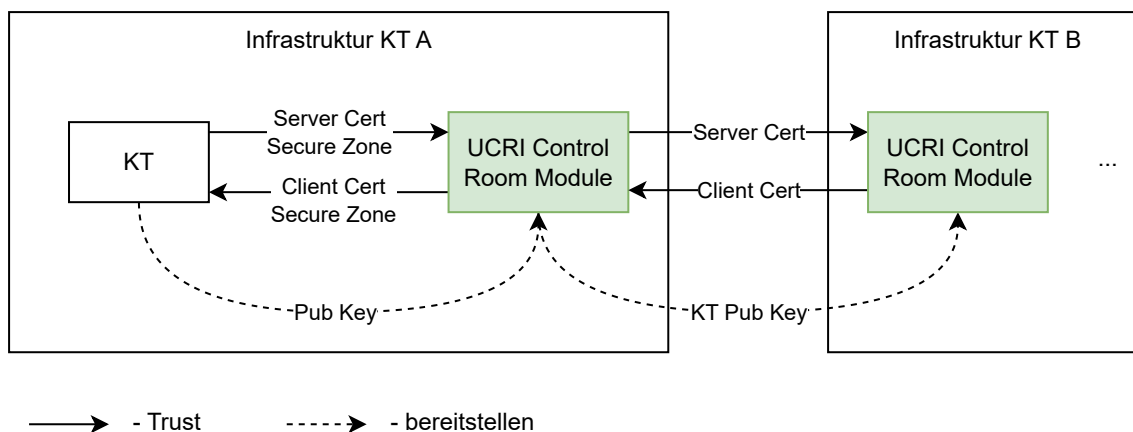 Infrastruktur KT A
Infrastruktur KT B
KT
Server Cert
Secure Zone
Client Cert
Secure Zone
UCRI Control
Room Module
Server Cert
Client Cert
UCRI Control
Room Module
...
Pub Key
KT Pub Key
- Trust
- bereitstellen